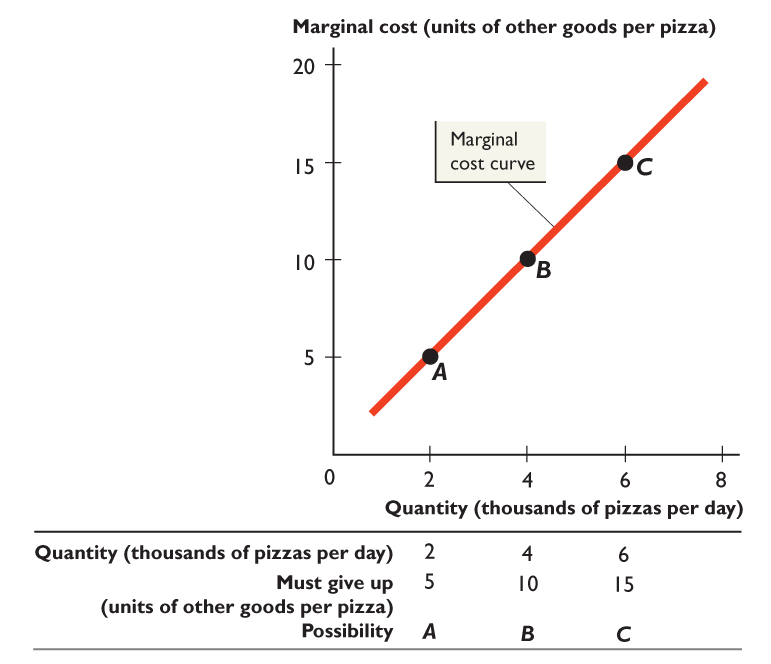 Marginal cost (units of other goods per pizza)
20
15
10
5
Marginal
cost curve
C
B
A
0
2
4
6
8
Quantity (thousands of pizzas per day)
Quantity (thousands of pizzas per day) 2 4 6
Must give up 5 10 15
(units of other goods per pizza)
Possibility A B C